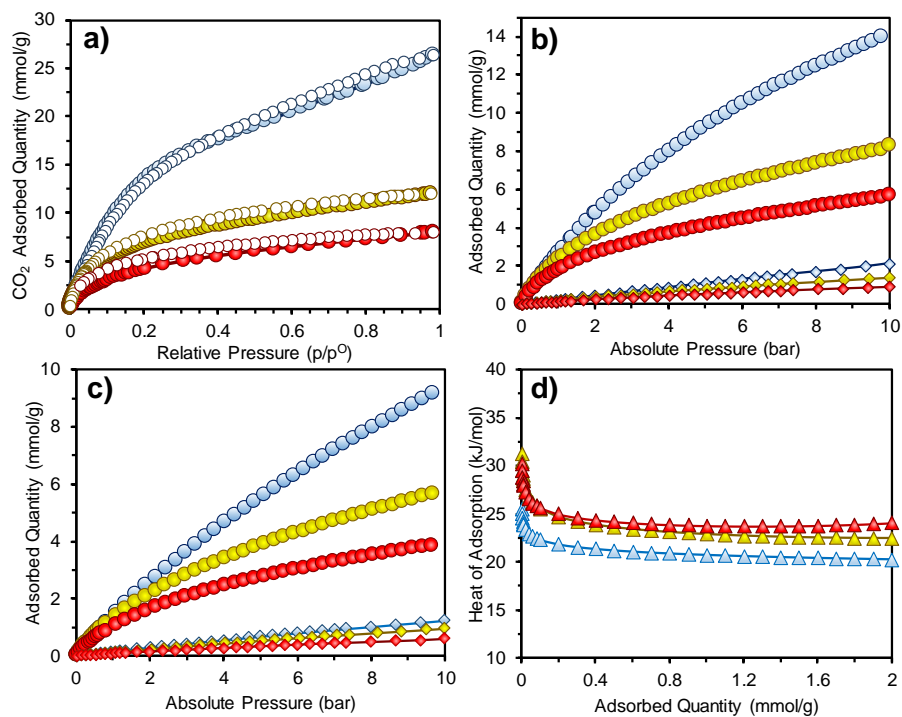 a)
CO₂ Adsorbed Quantity (mmol/g)
30
25
20
15
10
5
0
0 0.2 0.4 0.6 0.8 1
Relative Pressure (p/pᴼ)
b)
Adsorbed Quantity (mmol/g)
14
12
10
8
6
4
2
0
0 2 4 6 8 10
Absolute Pressure (bar)
c)
Adsorbed Quantity (mmol/g)
10
8
6
4
2
0
0 2 4 6 8 10
Absolute Pressure (bar)
d)
Heat of Adsorption (kJ/mol)
40
35
30
25
20
15
10
0 0.4 0.8 1.2 1.6 2
Adsorbed Quantity (mmol/g)